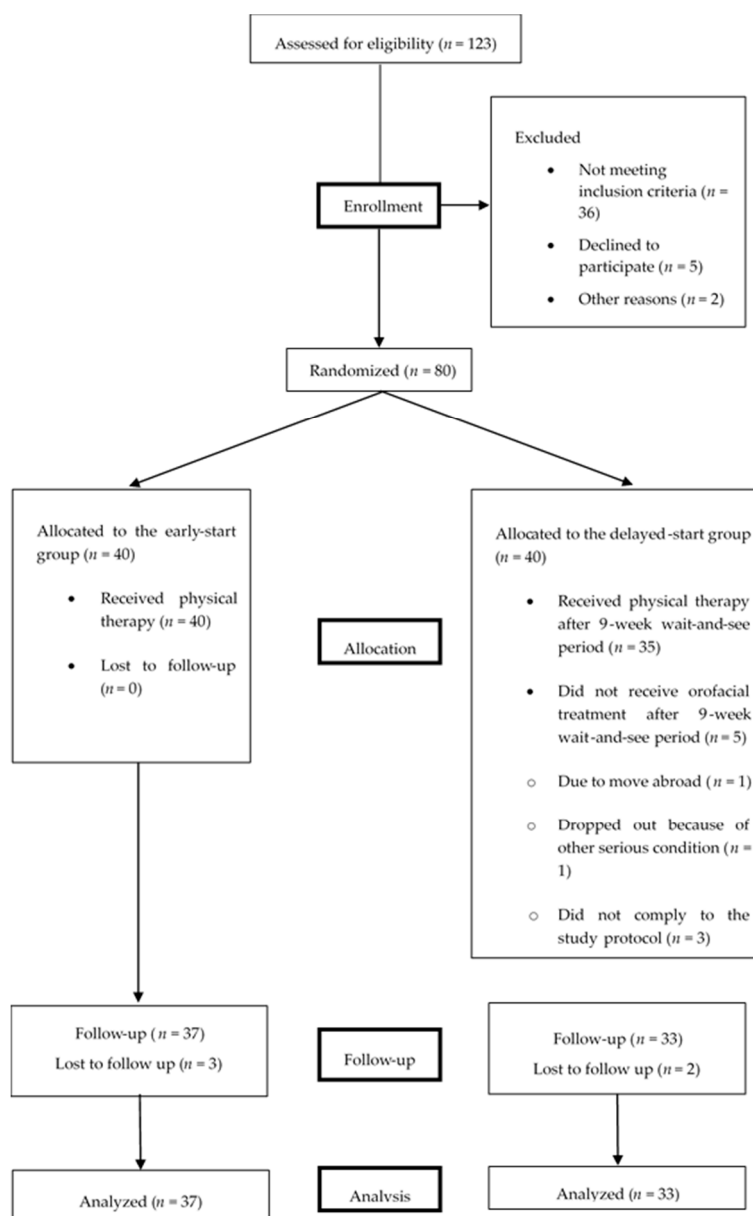 Assessed for eligibility (n = 123)
Excluded
• Not meeting
inclusion criteria (n =
36)
• Declined to
participate (n = 5)
• Other reasons (n = 2)
Enrollment
Randomized (n = 80)
Allocated to the early-start
group (n = 40)
• Received physical
therapy (n = 40)
• Lost to follow-up
(n = 0)
Allocation
Allocated to the delayed-start group
(n = 40)
• Received physical therapy
after 9-week wait-and-see
period (n = 35)
• Did not receive orofacial
treatment after 9-week
wait-and-see period (n = 5)
○ Due to move abroad (n = 1)
○ Dropped out because of
other serious condition (n =
1)
○ Did not comply to the
study protocol (n = 3)
Follow-up (n = 37)
Lost to follow up (n = 3)
Follow-up
Follow-up (n = 33)
Lost to follow up (n = 2)
Analyzed (n = 37)
Analysis
Analyzed (n = 33)